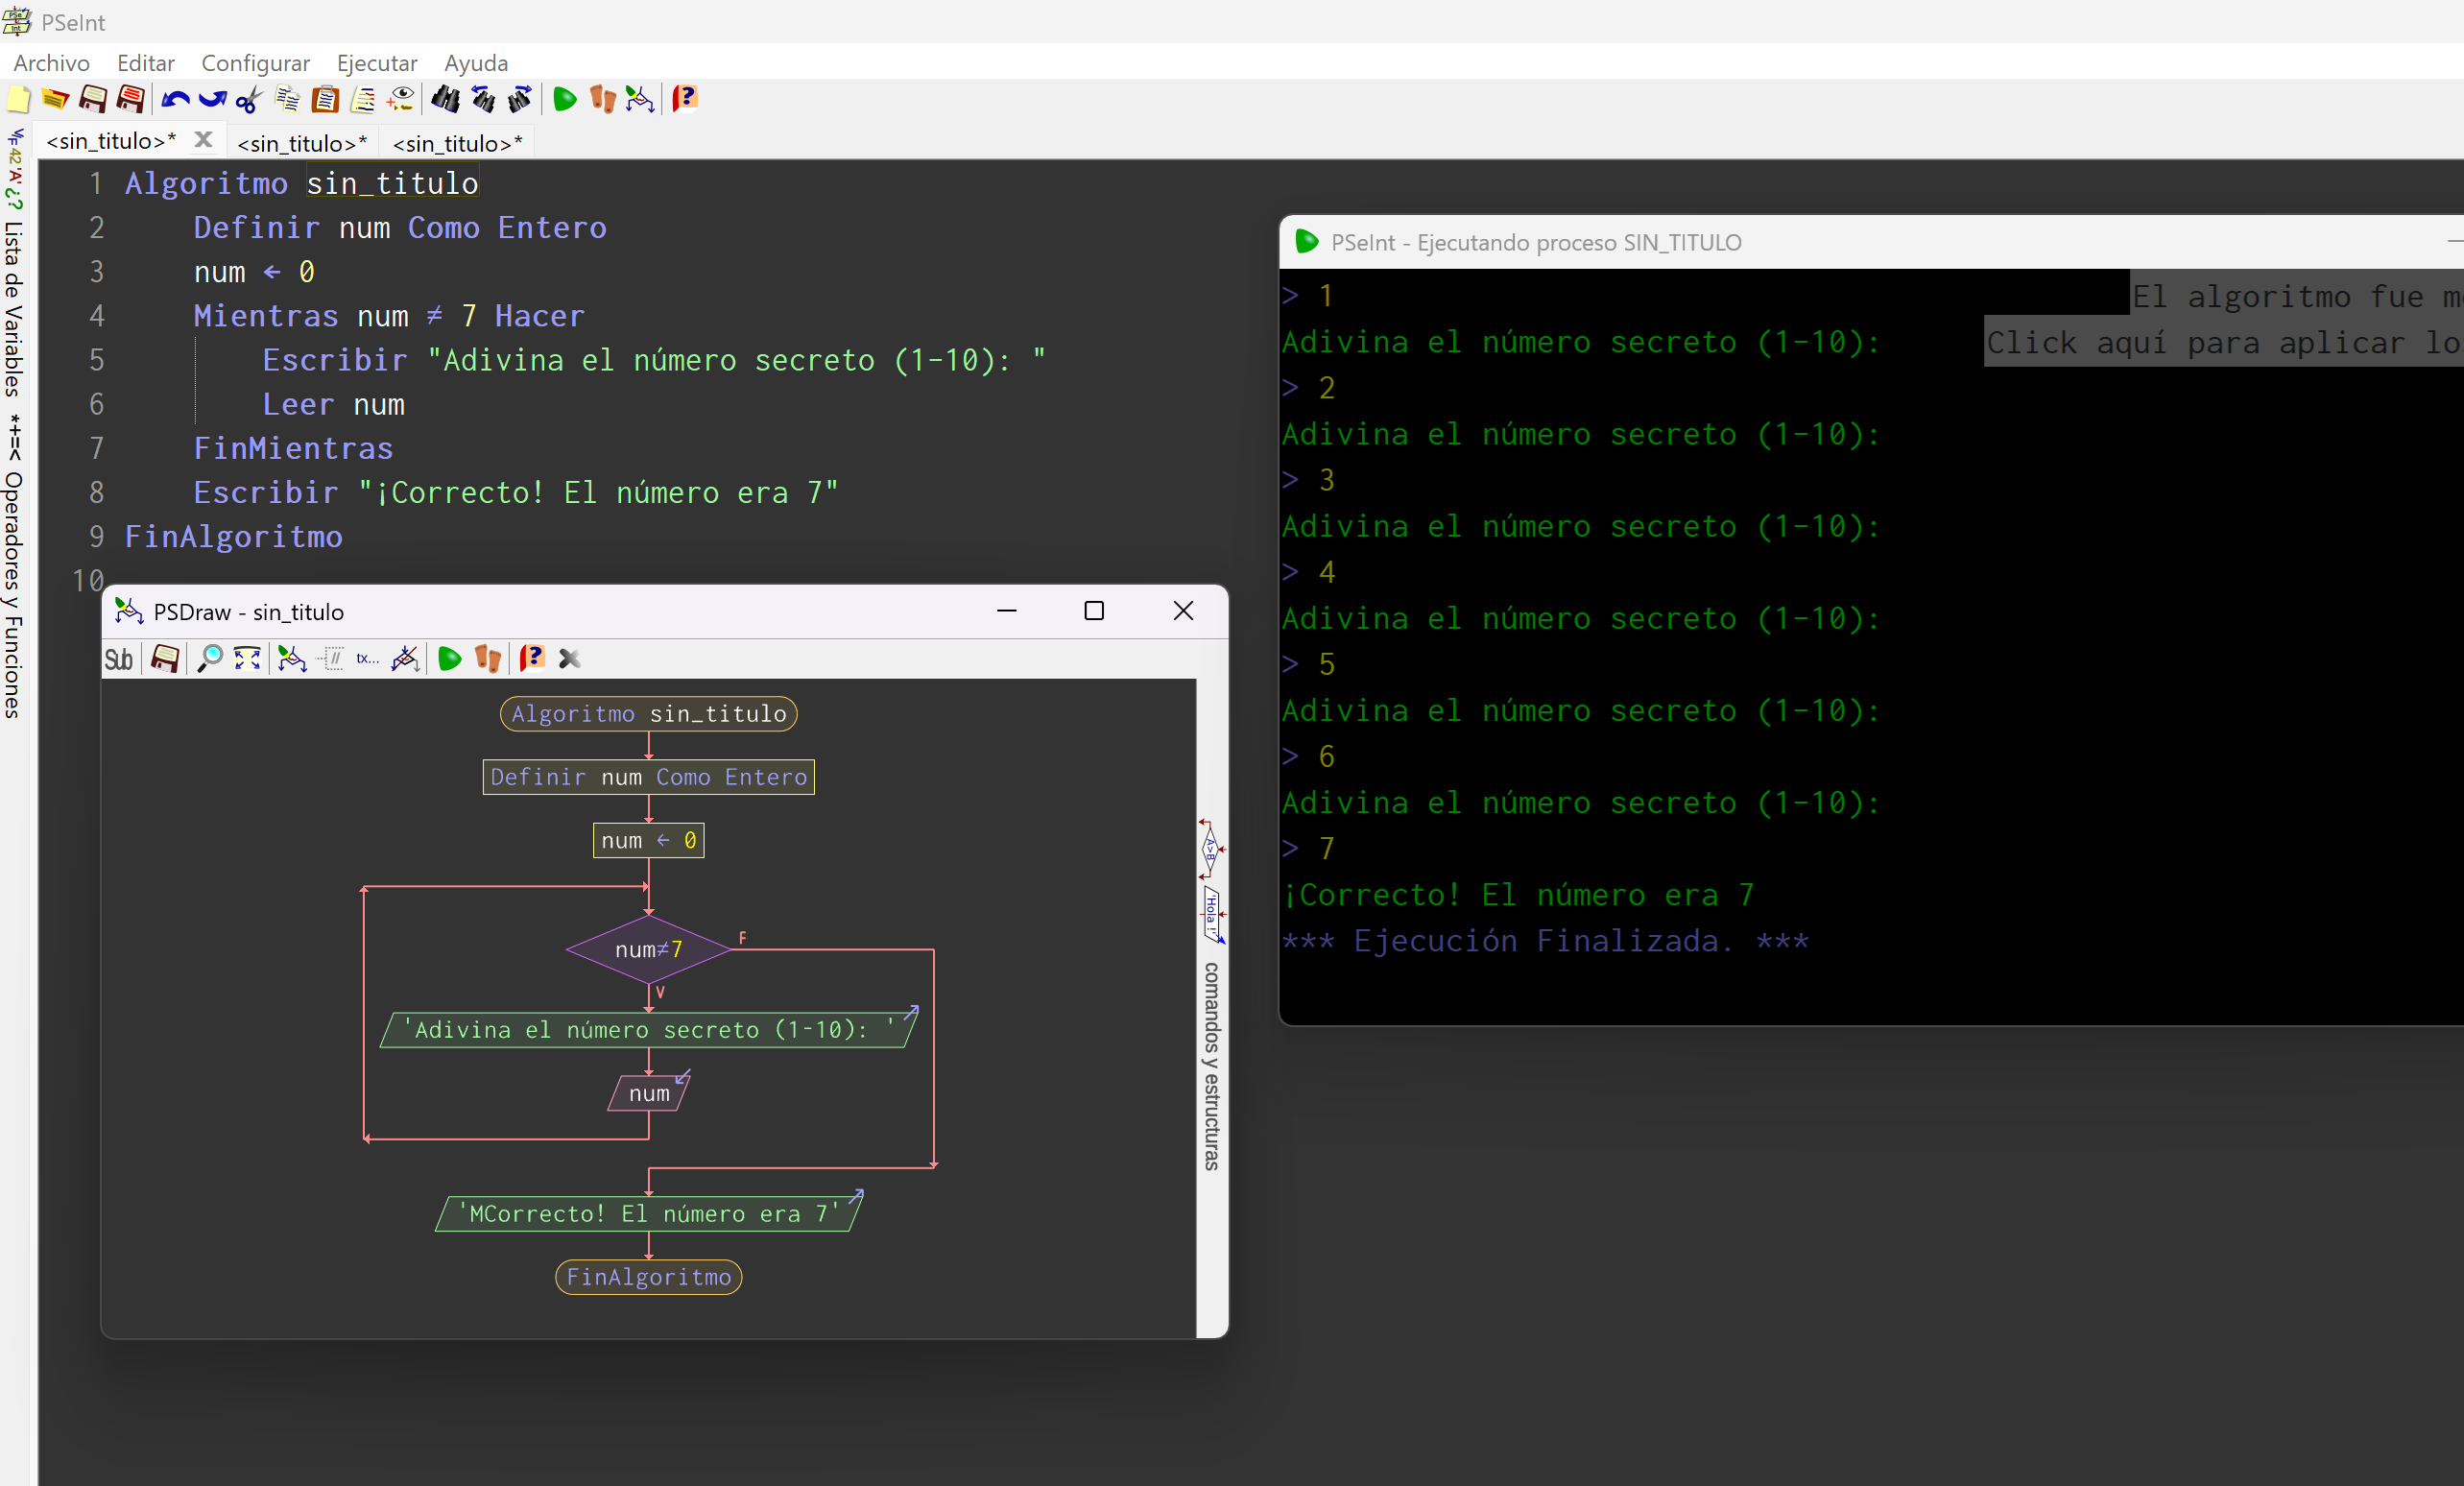 PSeInt
Archivo Editar Configurar Ejecutar Ayuda
<sin_titulo>* <sin_titulo>* <sin_titulo>*
42 'A' ¿? Lista de Variables
*+=< Operadores y Funciones
1 Algoritmo sin_titulo
2 Definir num Como Entero
3 num ← 0
4 Mientras num ≠ 7 Hacer
5 Escribir "Adivina el número secreto (1-10): "
6 Leer num
7 FinMientras
8 Escribir "¡Correcto! El número era 7"
9 FinAlgoritmo
10
PSDraw - sin_titulo
Sub tx...
Algoritmo sin_titulo
Definir num Como Entero
num ← 0
num≠7
F
V
'Adivina el número secreto (1-10): '
num
'MCorrecto! El número era 7'
FinAlgoritmo
A>B
'Hola !'
comandos y estructuras
PSeInt - Ejecutando proceso SIN_TITULO
> 1
El algoritmo fue
Adivina el número secreto (1-10):
Click aquí para aplicar lo
> 2
Adivina el número secreto (1-10):
> 3
Adivina el número secreto (1-10):
> 4
Adivina el número secreto (1-10):
> 5
Adivina el número secreto (1-10):
> 6
Adivina el número secreto (1-10):
> 7
¡Correcto! El número era 7
*** Ejecución Finalizada. ***